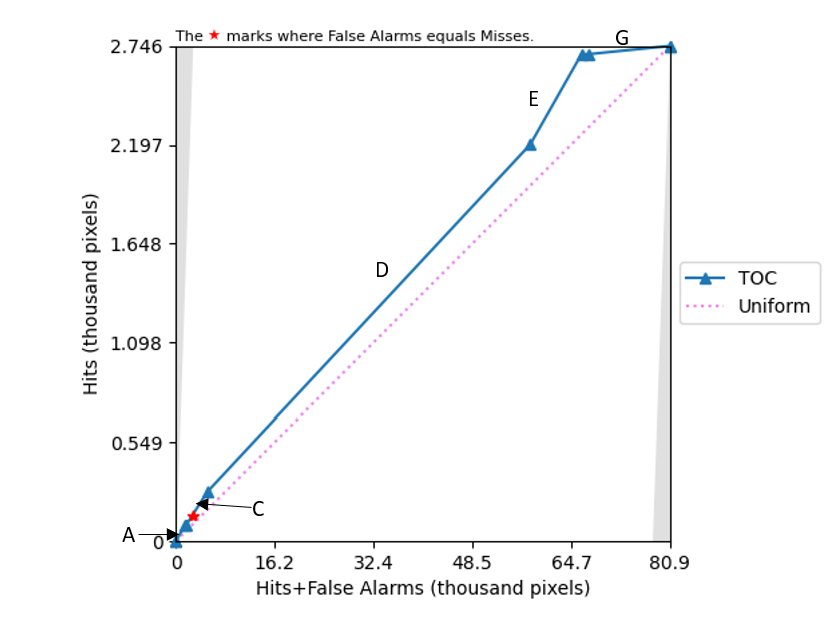 The ★ marks where False Alarms equals Misses.
G
2.746
E
2.197
Hits (thousand pixels)
1.648
D
TOC
Uniform
1.098
0.549
C
A
0
0 16.2 32.4 48.5 64.7 80.9
Hits+False Alarms (thousand pixels)